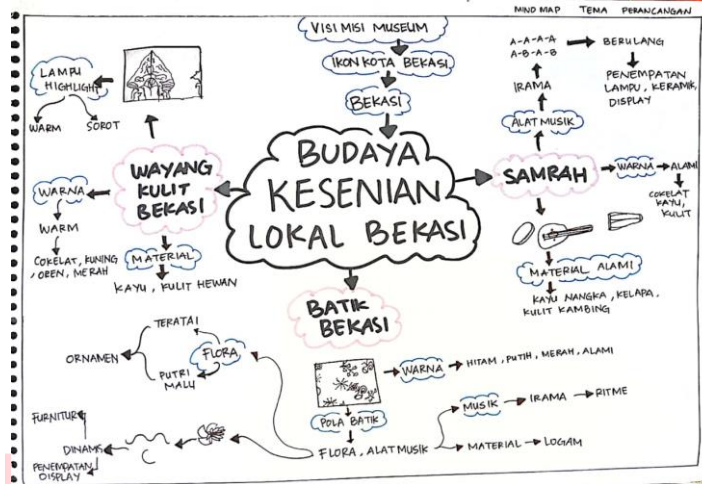 MIND MAP TEMA PERANCANGAN
VISI MISI MUSEUM
IKON KOTA BEKASI
BEKASI
BUDAYA
KESENIAN
LOKAL BEKASI
LAMPU
HIGHLIGHT
WARM
SOROT
WAYANG
KULIT
BEKASI
WARNA
WARM
COKELAT, KUNING,
OREN, MERAH
MATERIAL
KAYU, KULIT HEWAN
A-A-A-A
A-B-A-B
BERULANG
PENEMPATAN
LAMPU, KERAMIK,
DISPLAY
IRAMA
ALAT MUSIK
SAMRAH
WARNA
ALAMI
COKELAT
KAYU,
KULIT
MATERIAL ALAMI
KAYU NANGKA, KELAPA,
KULIT KAMBING
BATIK
BEKASI
WARNA
HITAM, PUTIH, MERAH, ALAMI
POLA BATIK
FLORA, ALAT MUSIK
MUSIK
IRAMA
RITME
MATERIAL
LOGAM
TERATAI
FLORA
ORNAMEN
PUTRI
MALU
FURNITUR
DINAMIS
PENEMPATAN
DISPLAY